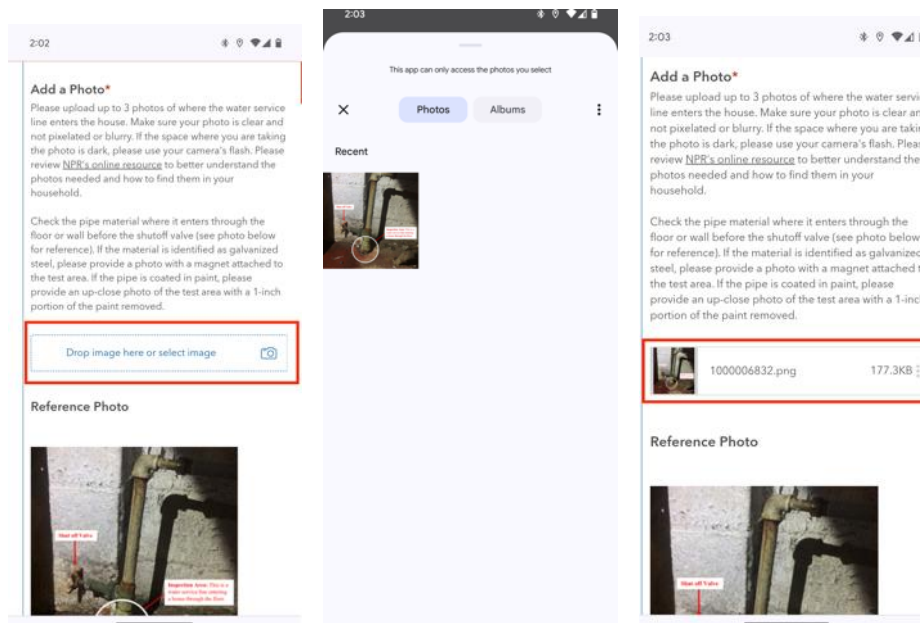 2:02
Add a Photo*
Please upload up to 3 photos of where the water service
line enters the house. Make sure your photo is clear and
not pixelated or blurry. If the space where you are taking
the photo is dark, please use your camera's flash. Please
review NPR's online resource to better understand the
photos needed and how to find them in your
household.
Check the pipe material where it enters through the
floor or wall before the shutoff valve (see photo below
for reference). If the material is identified as galvanized
steel, please provide a photo with a magnet attached to
the test area. If the pipe is coated in paint, please
provide an up-close photo of the test area with a 1-inch
portion of the paint removed.
Drop image here or select image
Reference Photo
Shut off Valve
Inspection Area: This is a
water service line entering
a home through the floor
2:03
This app can only access the photos you select
Photos
Albums
Recent
2:03
Add a Photo*
Please upload up to 3 photos of where the water servi
line enters the house. Make sure your photo is clear an
not pixelated or blurry. If the space where you are takin
the photo is dark, please use your camera's flash. Pleas
review NPR's online resource to better understand the
photos needed and how to find them in your
household.
Check the pipe material where it enters through the
floor or wall before the shutoff valve (see photo below
for reference). If the material is identified as galvanized
steel, please provide a photo with a magnet attached t
the test area. If the pipe is coated in paint, please
provide an up-close photo of the test area with a 1-inch
portion of the paint removed.
1000006832.png 177.3KB
Reference Photo
Shut off Valve